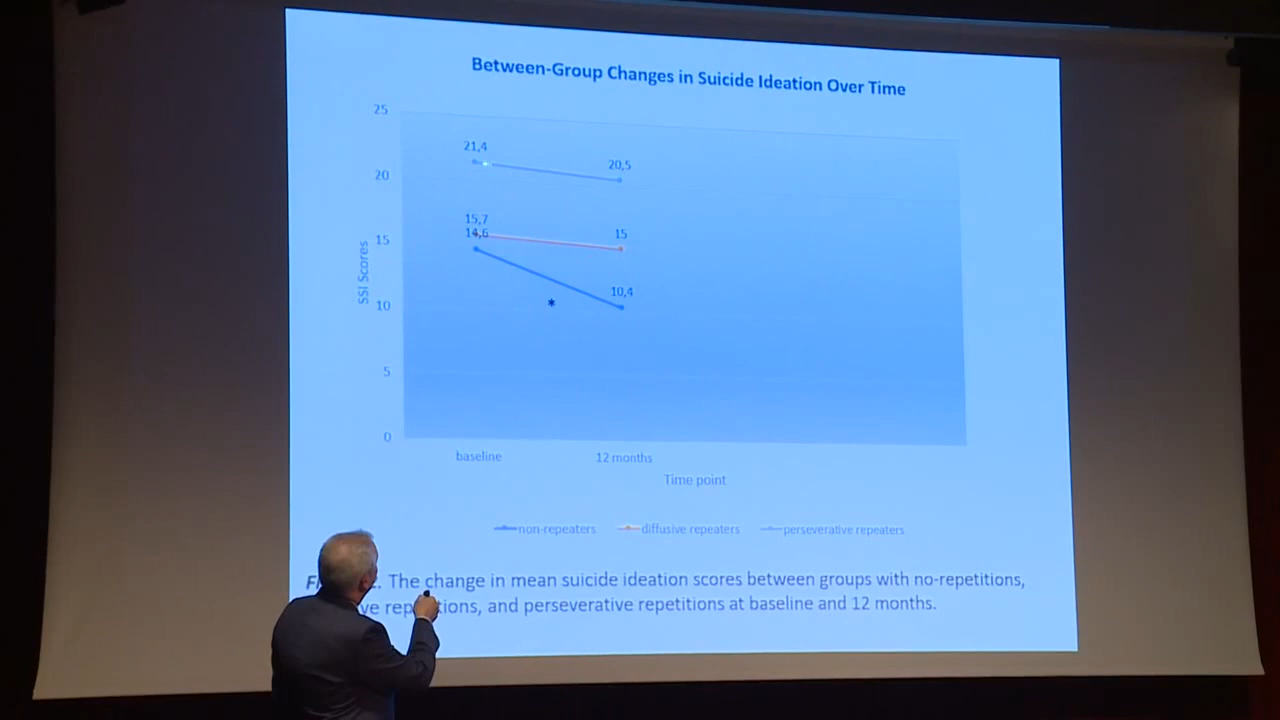 Between-Group Changes in Suicide Ideation Over Time
25
21,4
20,5
20
15,7
14,6
15
15
SSI Scores
10,4
10
*
5
0
baseline
12 months
Time point
non-repeaters
diffusive repeaters
perseverative repeaters
The change in mean suicide ideation scores between groups with no-repetitions,
and perseverative repetitions at baseline and 12 months.